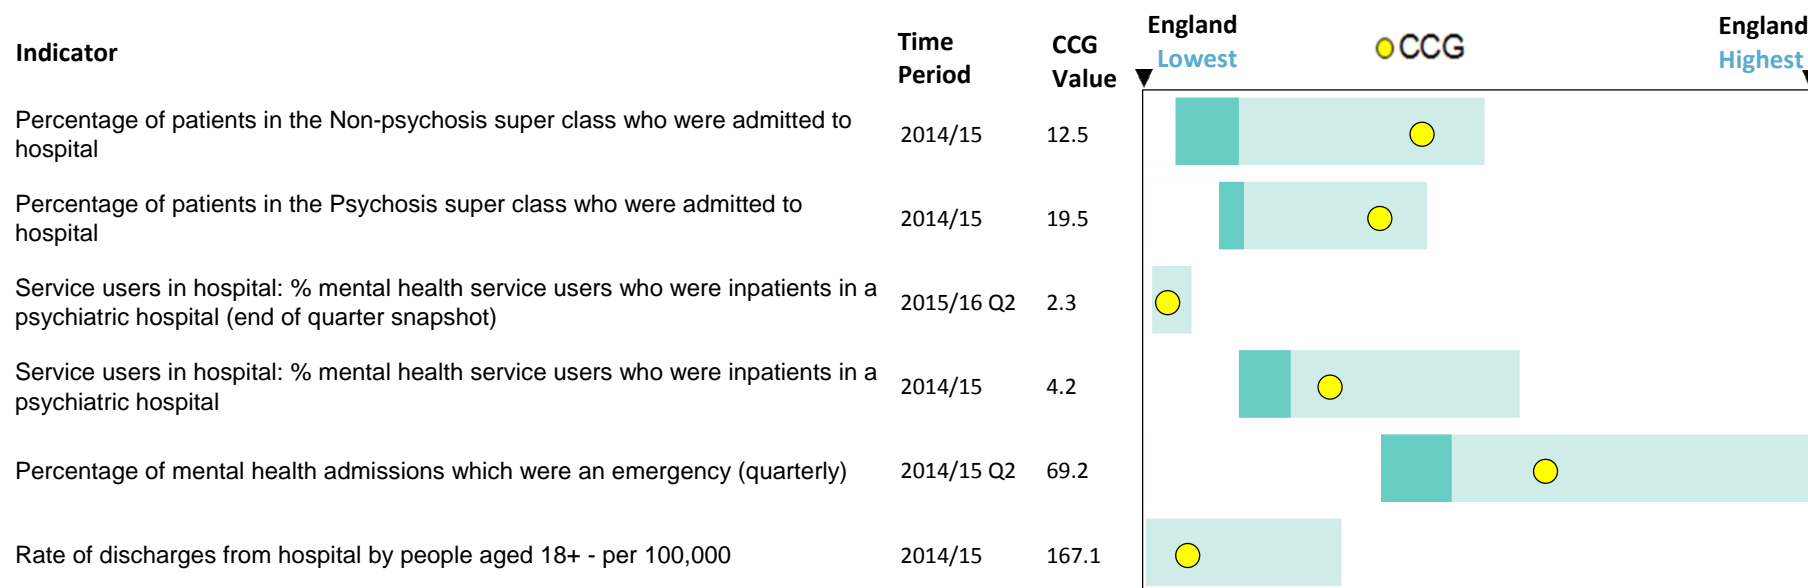 Indicator
Time
Period
CCG
Value
England
Lowest
CCG
England
Highest
Percentage of patients in the Non-psychosis super class who were admitted to
hospital
2014/15
12.5
Percentage of patients in the Psychosis super class who were admitted to
hospital
2014/15
19.5
Service users in hospital: % mental health service users who were inpatients in a
psychiatric hospital (end of quarter snapshot)
2015/16 Q2
2.3
Service users in hospital: % mental health service users who were inpatients in a
psychiatric hospital
2014/15
4.2
Percentage of mental health admissions which were an emergency (quarterly)
2014/15 Q2
69.2
Rate of discharges from hospital by people aged 18+ - per 100,000
2014/15
167.1